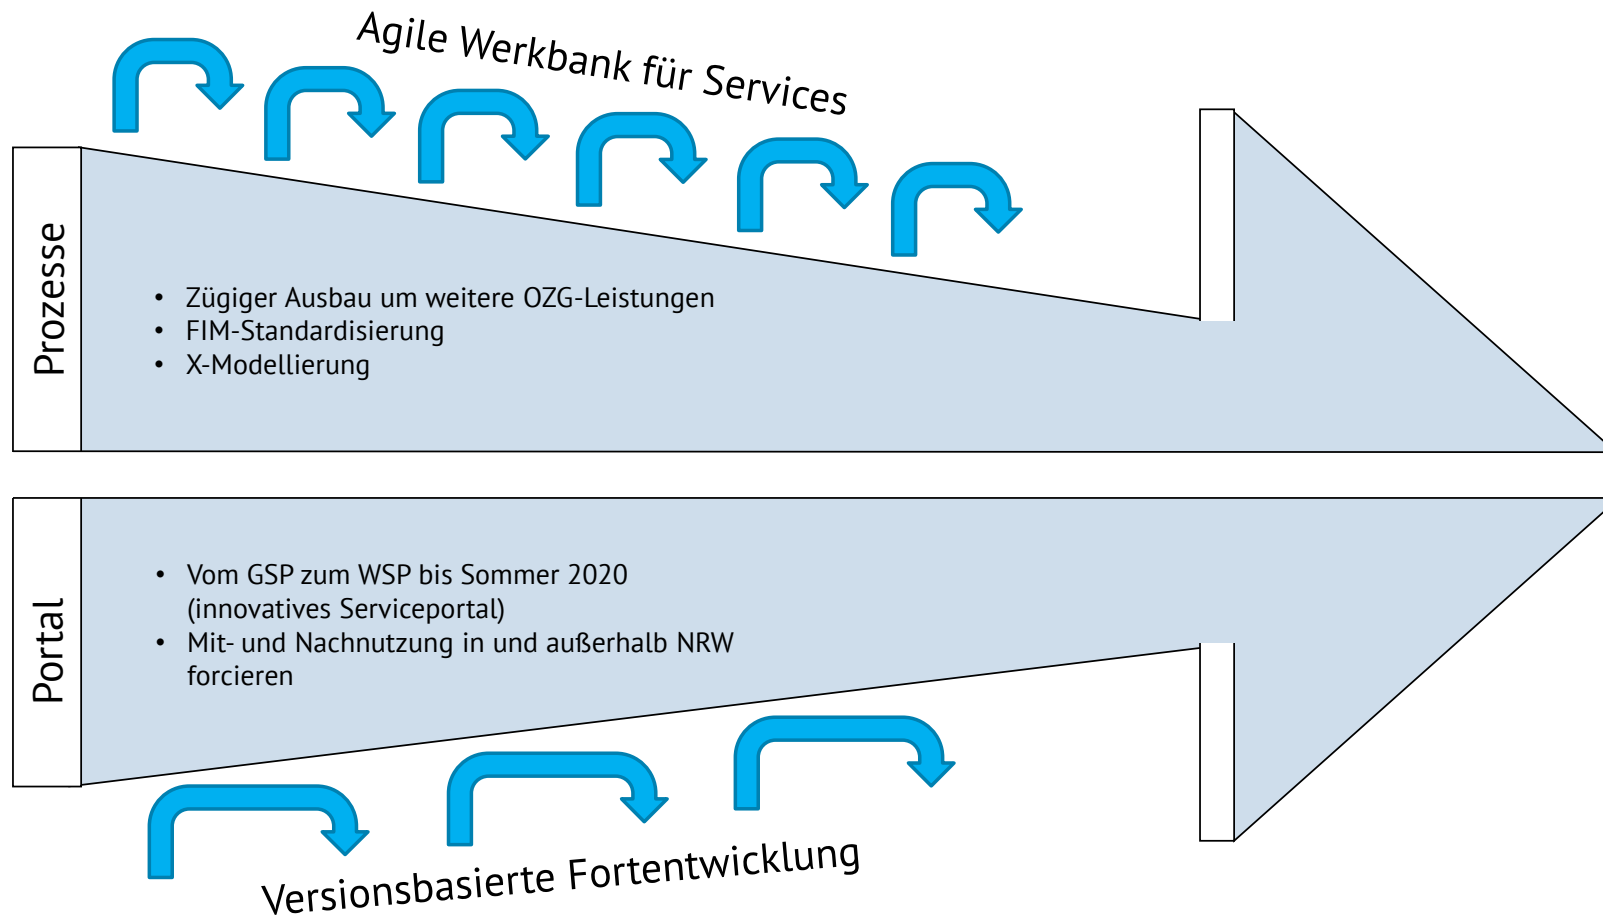 Agile Werkbank für Services
Prozesse
• Zügiger Ausbau um weitere OZG-Leistungen
• FIM-Standardisierung
• X-Modellierung
Portal
• Vom GSP zum WSP bis Sommer 2020
(innovatives Serviceportal)
• Mit- und Nachnutzung in und außerhalb NRW
forcieren
Versionsbasierte Fortentwicklung